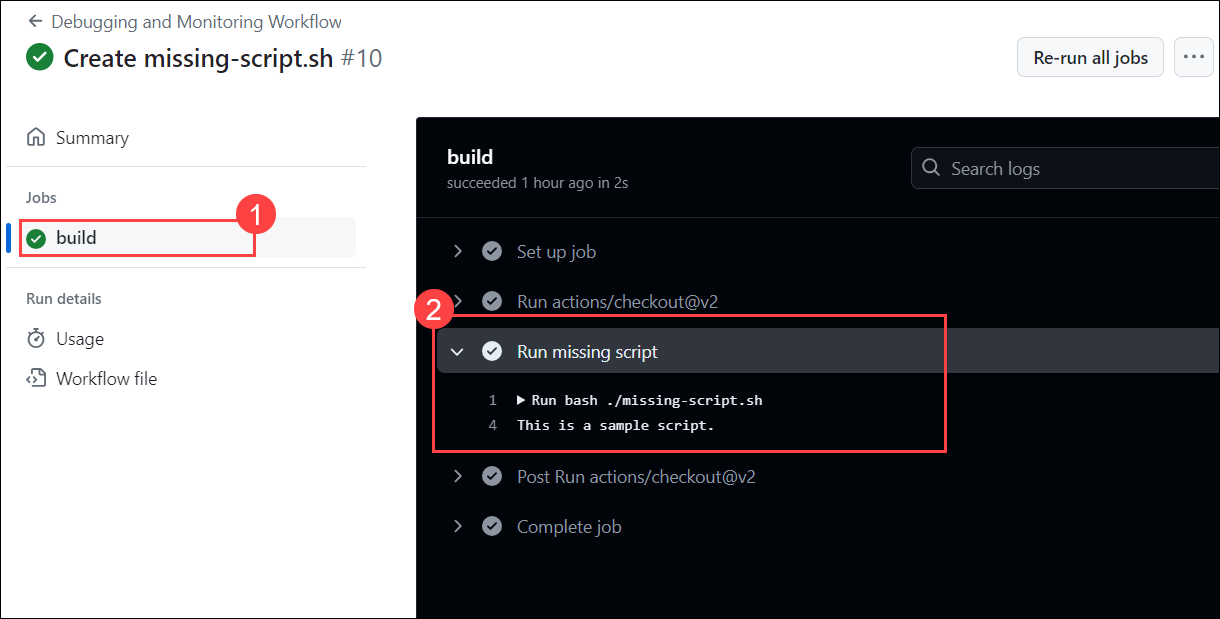 Debugging and Monitoring Workflow
Create missing-script.sh #10
Re-run all jobs
Summary
Jobs
1
build
Run details
Usage
Workflow file
build
succeeded 1 hour ago in 2s
Search logs
Set up job
Run actions/checkout@v2
2
Run missing script
1 Run bash ./missing-script.sh
4 This is a sample script.
Post Run actions/checkout@v2
Complete job